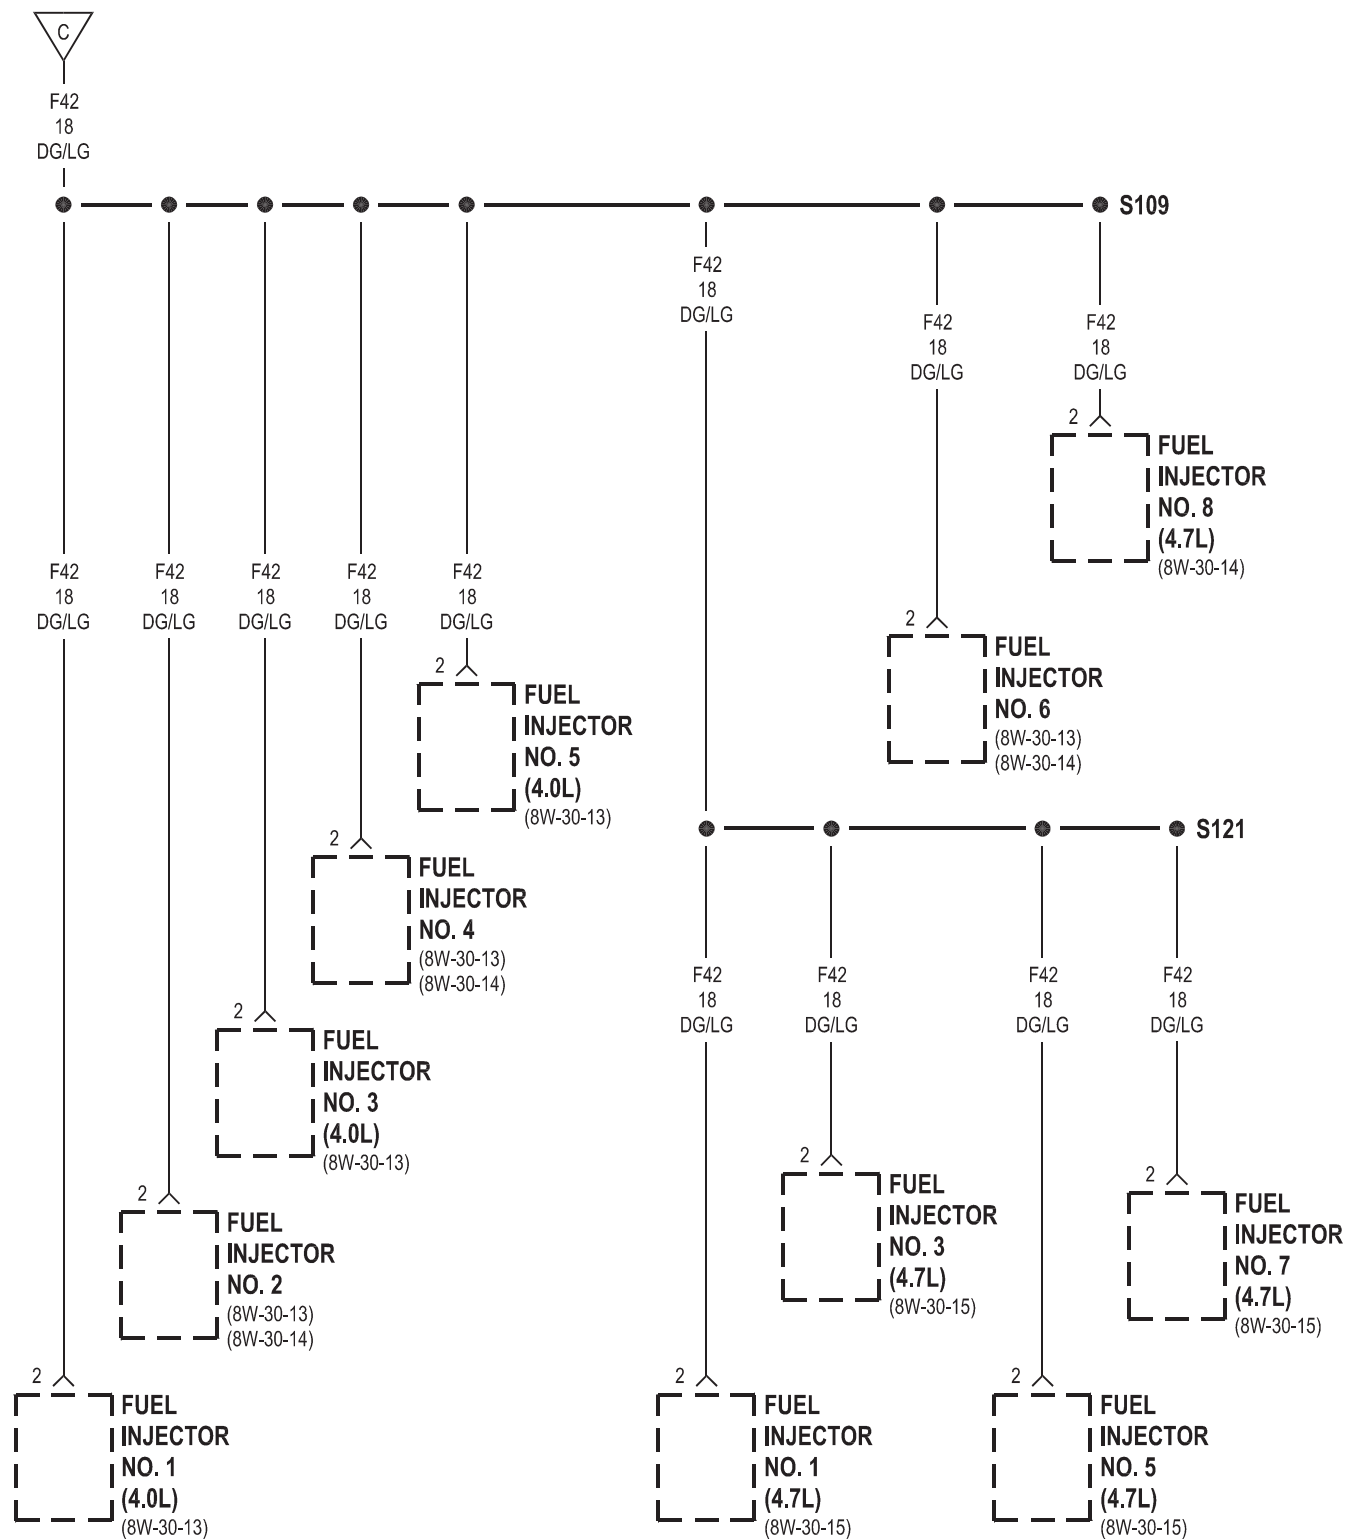 C
F42
18
DG/LG
S109
F42
18
DG/LG
F42
18
DG/LG
F42
18
DG/LG
2
FUEL
INJECTOR
NO. 8
(4.7L)
(8W-30-14)
F42
18
DG/LG
F42
18
DG/LG
F42
18
DG/LG
F42
18
DG/LG
F42
18
DG/LG
2
FUEL
INJECTOR
NO. 6
(8W-30-13)
(8W-30-14)
2
FUEL
INJECTOR
NO. 5
(4.0L)
(8W-30-13)
S121
2
FUEL
INJECTOR
NO. 4
(8W-30-13)
(8W-30-14)
F42
18
DG/LG
F42
18
DG/LG
F42
18
DG/LG
F42
18
DG/LG
2
FUEL
INJECTOR
NO. 3
(4.0L)
(8W-30-13)
2
FUEL
INJECTOR
NO. 3
(4.7L)
(8W-30-15)
2
FUEL
INJECTOR
NO. 7
(4.7L)
(8W-30-15)
2
FUEL
INJECTOR
NO. 2
(8W-30-13)
(8W-30-14)
2
FUEL
INJECTOR
NO. 1
(4.0L)
(8W-30-13)
2
FUEL
INJECTOR
NO. 1
(4.7L)
(8W-30-15)
2
FUEL
INJECTOR
NO. 5
(4.7L)
(8W-30-15)